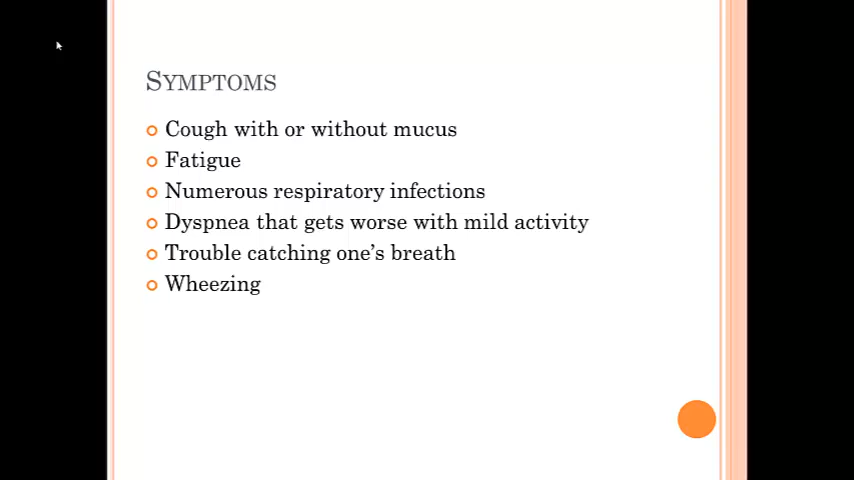 Symptoms
Cough with or without mucus
Fatigue
Numerous respiratory infections
Dyspnea that gets worse with mild activity
Trouble catching one’s breath
Wheezing